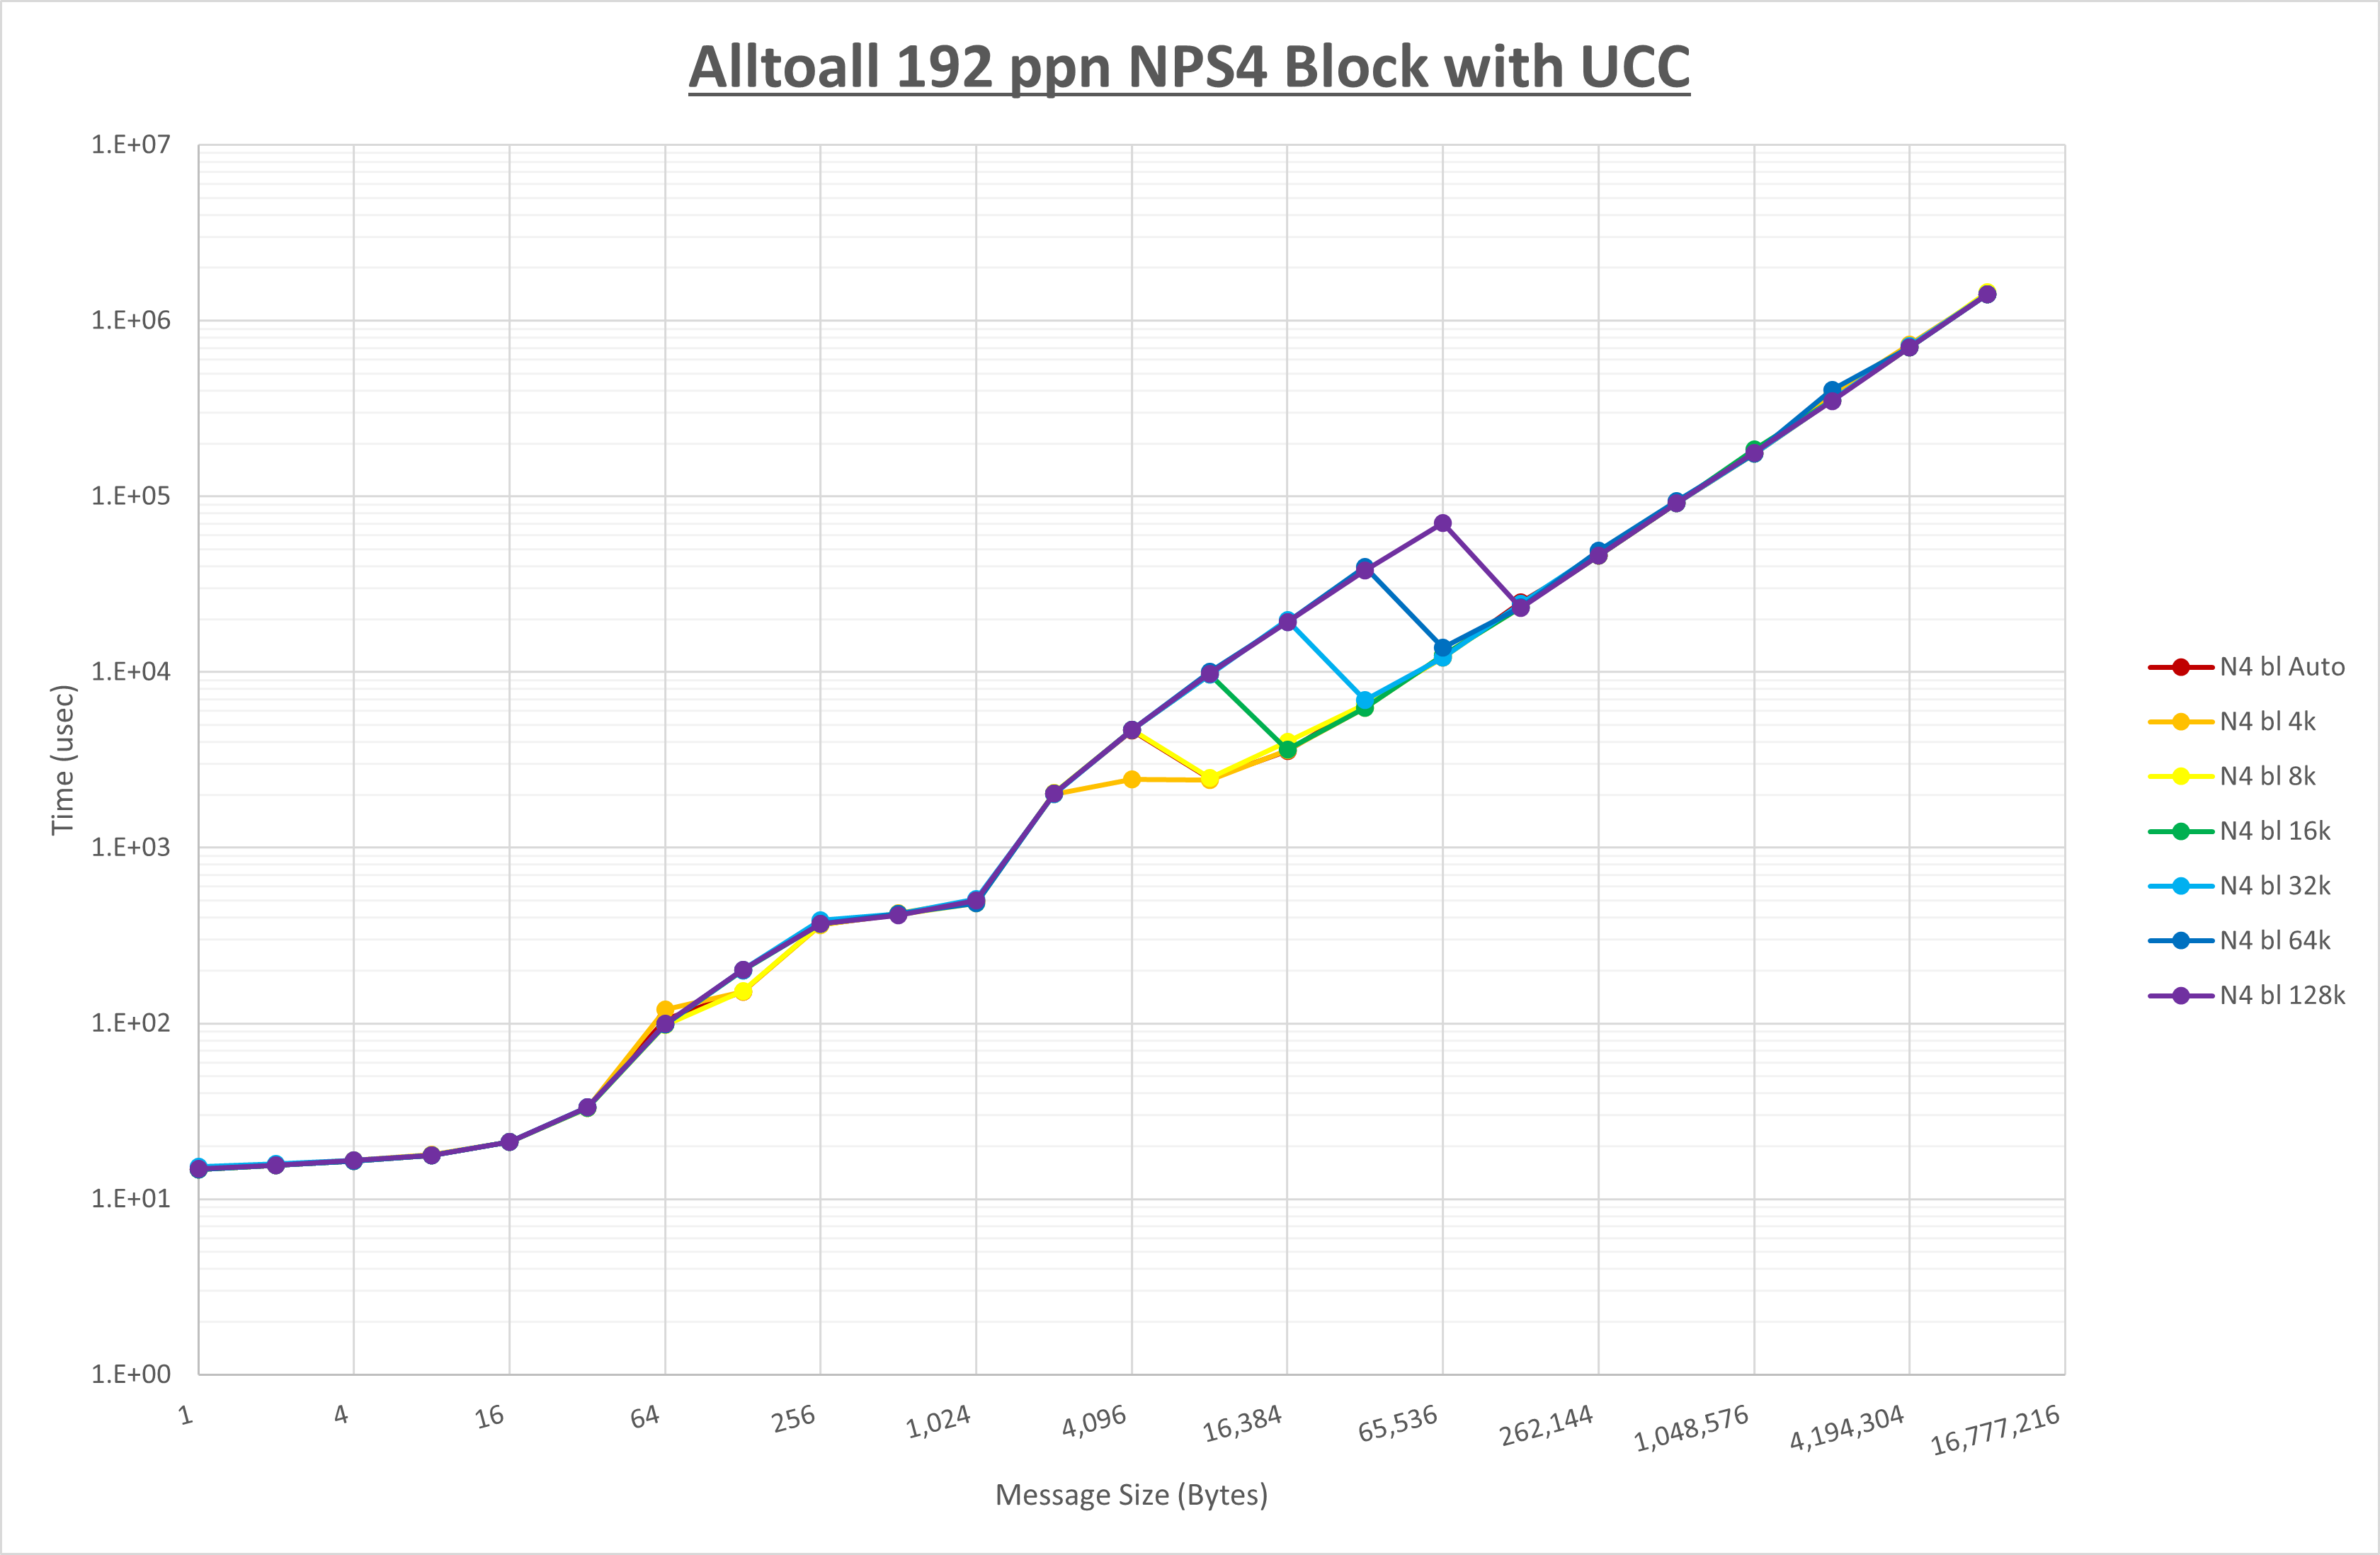 Alltoall 192 ppn NPS4 Block with UCC
1.E+07
1.E+06
1.E+05
1.E+04
1.E+03
1.E+02
1.E+01
1.E+00
Time (usec)
1
4
16
64
256
1,024
4,096
16,384
65,536
262,144
1,048,576
4,194,304
16,777,216
Message Size (Bytes)
N4 bl Auto
N4 bl 4k
N4 bl 8k
N4 bl 16k
N4 bl 32k
N4 bl 64k
N4 bl 128k